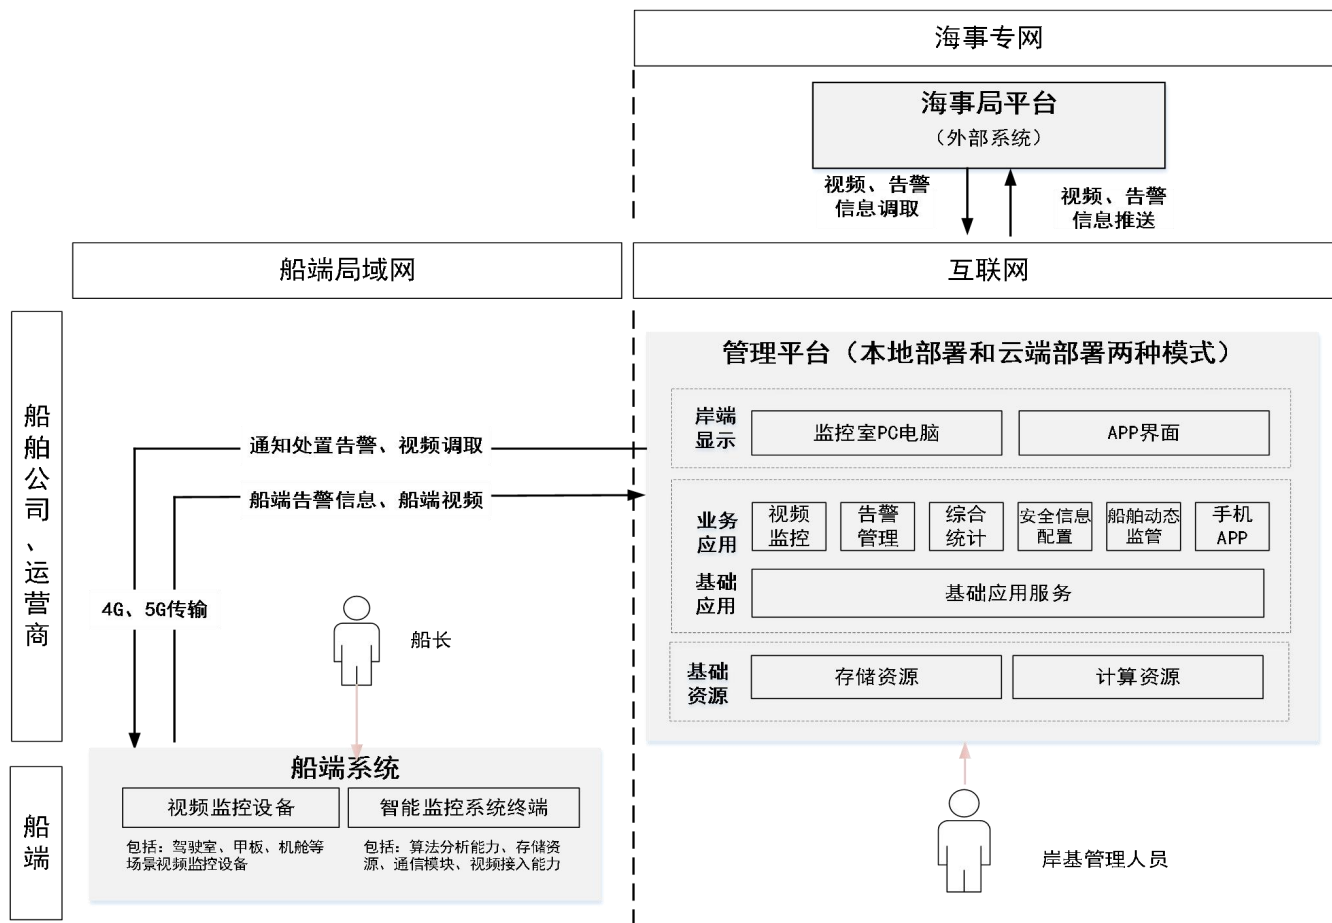 海事专网
海事局平台
（外部系统）
视频、告警
信息调取
视频、告警
信息推送
船端局域网
互联网
船舶公司、运营商
管理平台（本地部署和云端部署两种模式）
岸端
显示
监控室PC电脑
APP界面
通知处置告警、视频调取
船端告警信息、船端视频
业务
应用
视频
监控
告警
管理
综合
统计
安全信息
配置
船舶动态
监管
手机
APP
基础
应用
基础应用服务
4G、5G传输
船长
基础
资源
存储资源
计算资源
船端
船端系统
视频监控设备
智能监控系统终端
包括：驾驶室、甲板、机舱等
场景视频监控设备
包括：算法分析能力、存储资
源、通信模块、视频接入能力
岸基管理人员